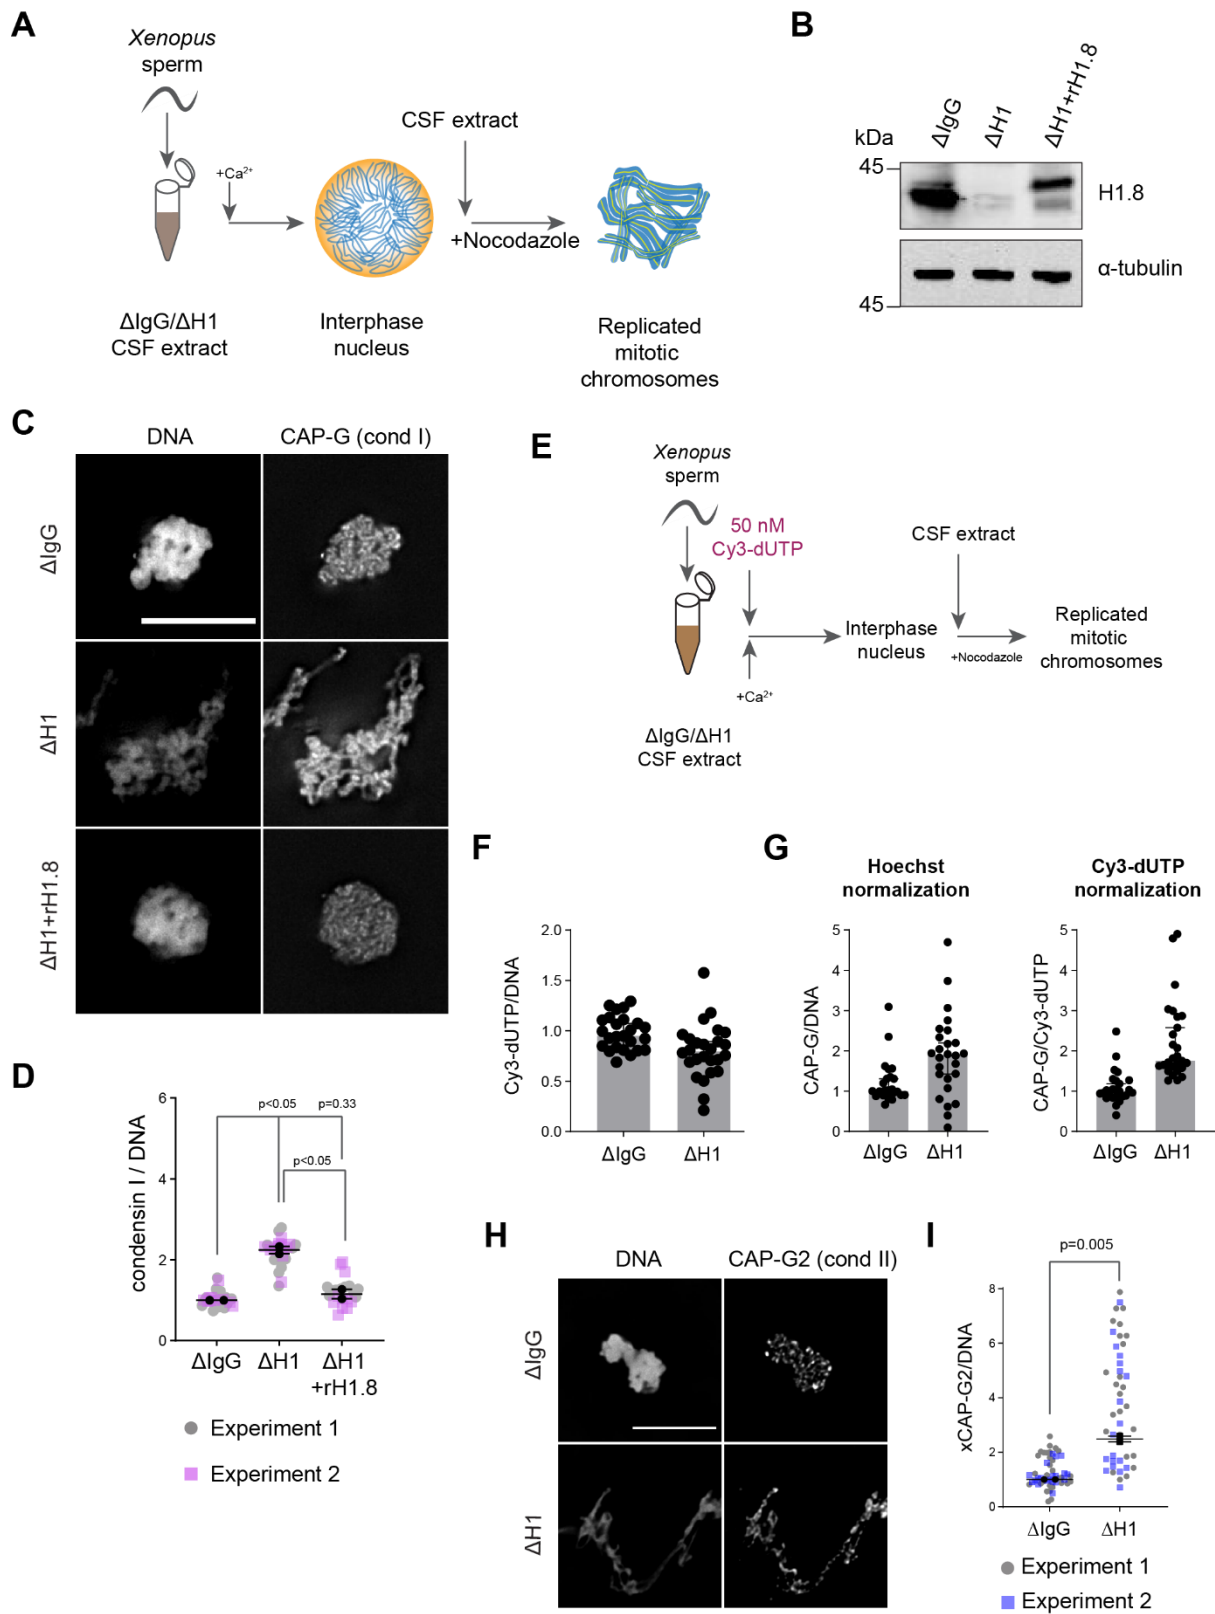 A
Xenopus
sperm
+Ca2+
CSF extract
+Nocodazole
ΔIgG/ΔH1
CSF extract
Interphase
nucleus
Replicated
mitotic
chromosomes
B
kDa
ΔIgG
ΔH1
ΔH1+rH1.8
45
H1.8
α-tubulin
45
C
DNA
CAP-G (cond I)
ΔIgG
ΔH1
ΔH1+rH1.8
D
condensin I / DNA
6
4
2
0
p<0.05
p=0.33
p<0.05
ΔIgG
ΔH1
ΔH1
+rH1.8
Experiment 1
Experiment 2
E
Xenopus
sperm
50 nM
Cy3-dUTP
CSF extract
+Ca2+
Interphase
nucleus
+Nocodazole
Replicated
mitotic
chromosomes
ΔIgG/ΔH1
CSF extract
F
Cy3-dUTP/DNA
2.0
1.5
1.0
0.5
0.0
ΔIgG
ΔH1
G
Hoechst
normalization
CAP-G/DNA
5
4
3
2
1
0
ΔIgG
ΔH1
Cy3-dUTP
normalization
CAP-G/Cy3-dUTP
5
4
3
2
1
0
ΔIgG
ΔH1
H
DNA
CAP-G2 (cond II)
ΔIgG
ΔH1
I
p=0.005
xCAP-G2/DNA
8
6
4
2
0
ΔIgG
ΔH1
Experiment 1
Experiment 2